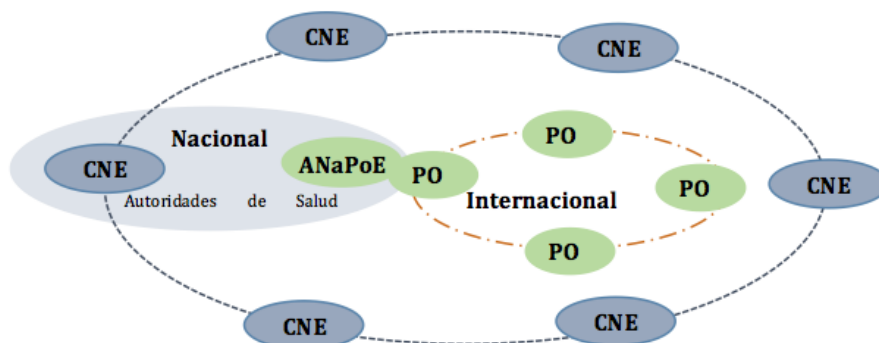 CNE
CNE
Nacional
PO
ANaPoE
CNE
PO
PO
CNE
Autoridades de Salud
Internacional
PO
CNE
CNE